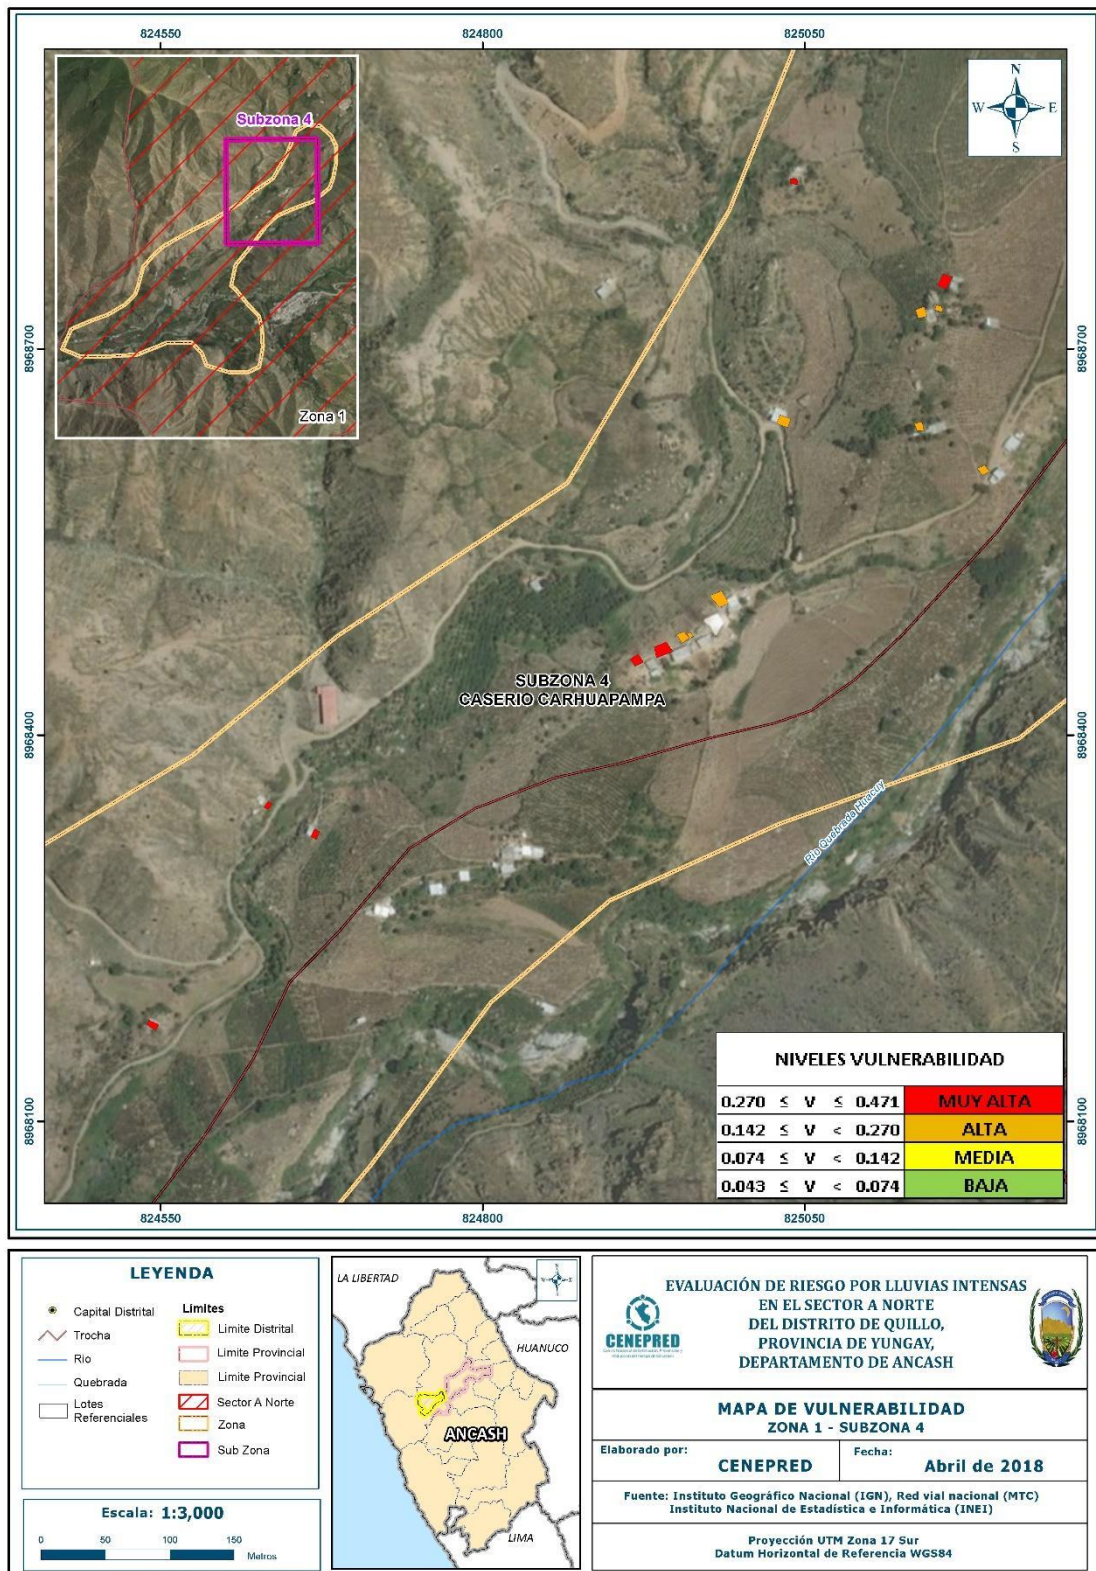 824550
824800
825050
Subzona 4
Zona 1
N
W
E
S
8968700
8968700
SUBZONA 4
CASERIO CARHUAPAMPA
8968400
8968400
Rio Quebrada Huacuy
8968100
8968100
NIVELES VULNERABILIDAD
0.270 ≤ V ≤ 0.471 MUY ALTA
0.142 ≤ V < 0.270 ALTA
0.074 ≤ V < 0.142 MEDIA
0.043 ≤ V < 0.074 BAJA
824550
824800
825050
LEYENDA
Capital Distrital
Trocha
Rio
Quebrada
Lotes
Referenciales
Límites
Limite Distrital
Limite Provincial
Limite Provincial
Sector A Norte
Zona
Sub Zona
Escala: 1:3,000
0 50 100 150
Metros
LA LIBERTAD
HUANUCO
ANCASH
LIMA
CENEPRED
EVALUACIÓN DE RIESGO POR LLUVIAS INTENSAS
EN EL SECTOR A NORTE
DEL DISTRITO DE QUILLO,
PROVINCIA DE YUNGAY,
DEPARTAMENTO DE ANCASH
MAPA DE VULNERABILIDAD
ZONA 1 - SUBZONA 4
Elaborado por:
CENEPRED
Fecha:
Abril de 2018
Fuente: Instituto Geográfico Nacional (IGN), Red vial nacional (MTC)
Instituto Nacional de Estadística e Informática (INEI)
Proyección UTM Zona 17 Sur
Datum Horizontal de Referencia WGS84